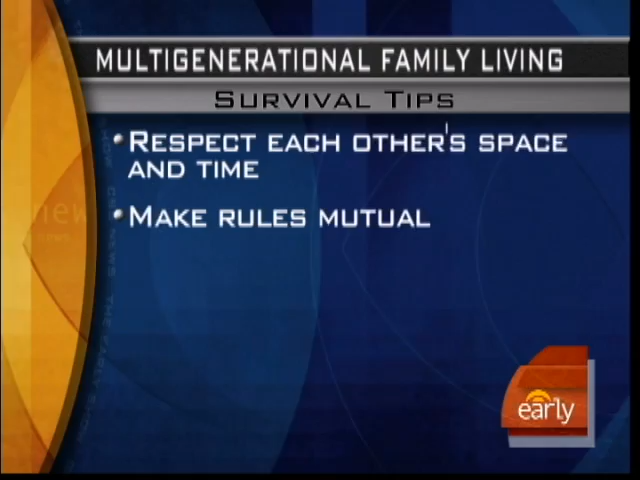 MULTIGENERATIONAL FAMILY LIVING
SURVIVAL TIPS
• RESPECT EACH OTHER'S SPACE
AND TIME
• MAKE RULES MUTUAL
early